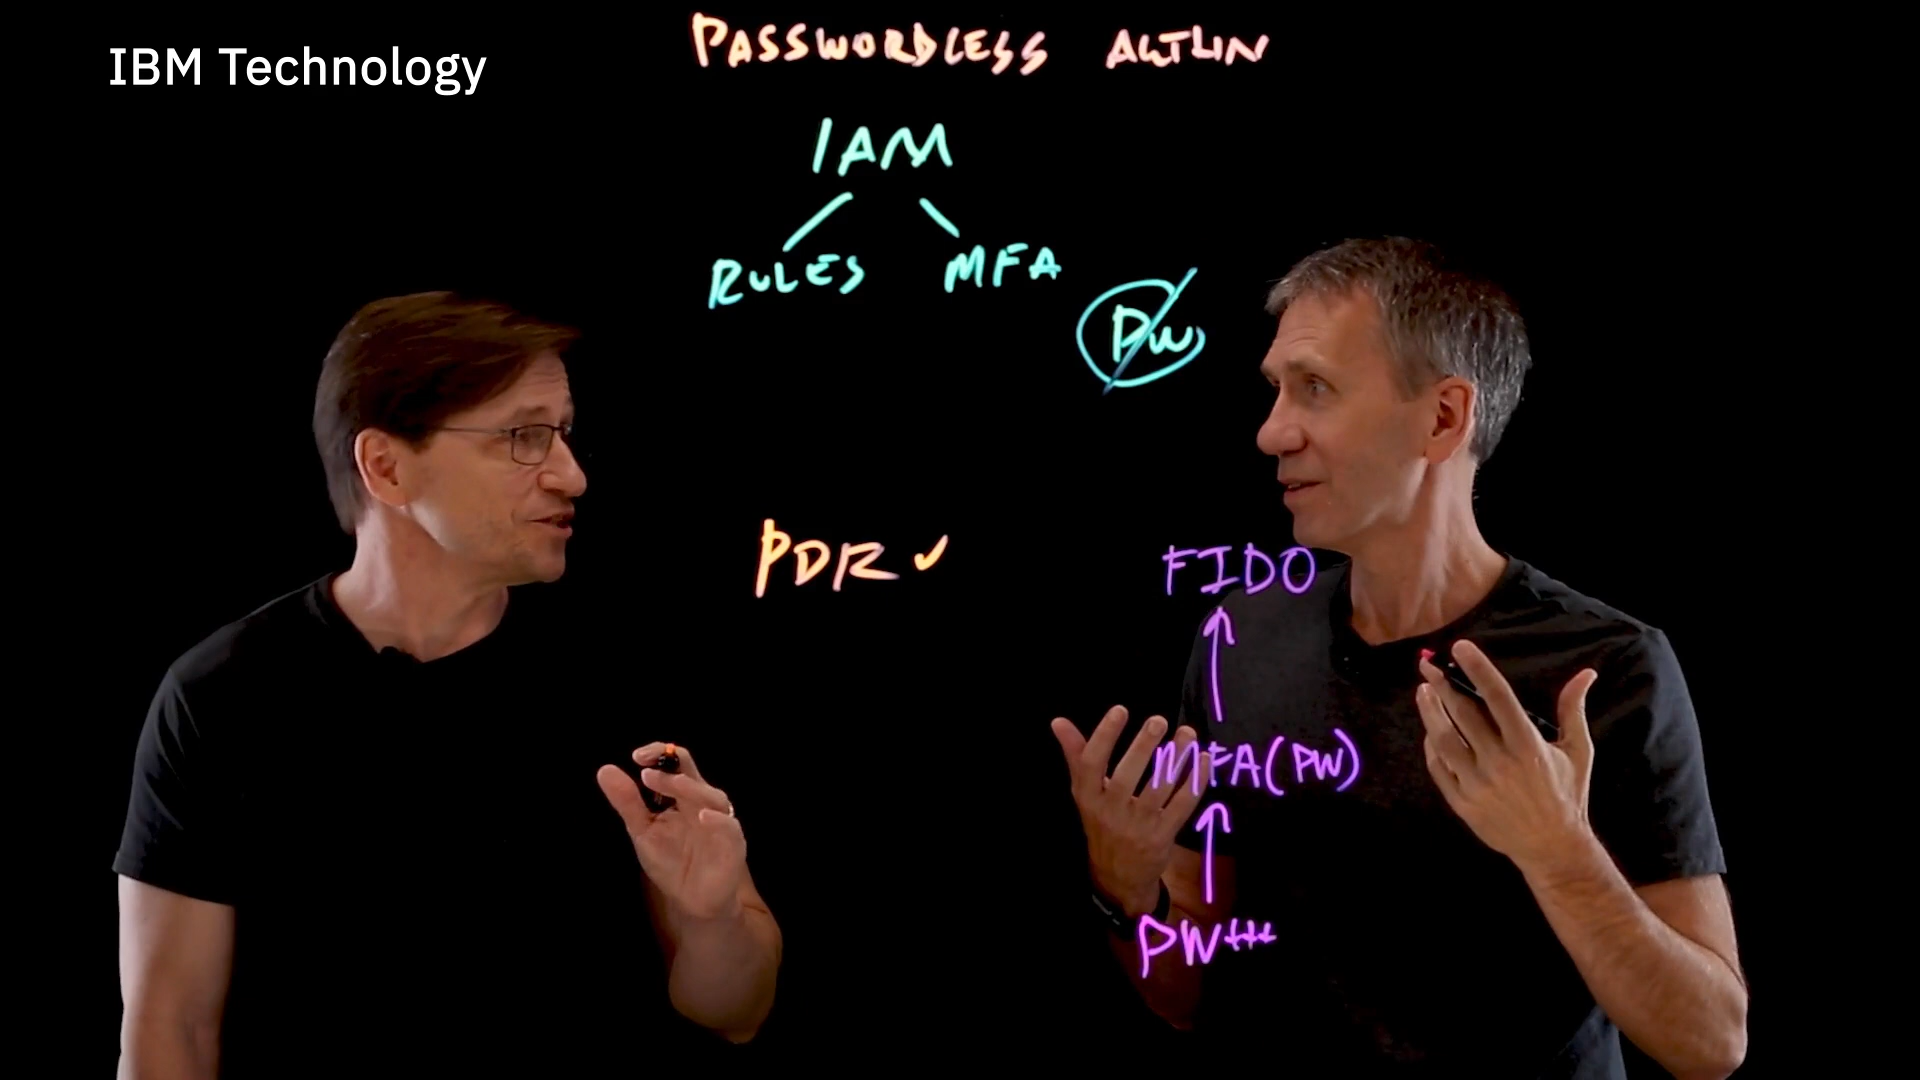 IBM Technology
PASSWORDLESS AUTHN
IAM
RULES MFA
PW
PDR ✓
FIDO
MFA(PW)
PW+++